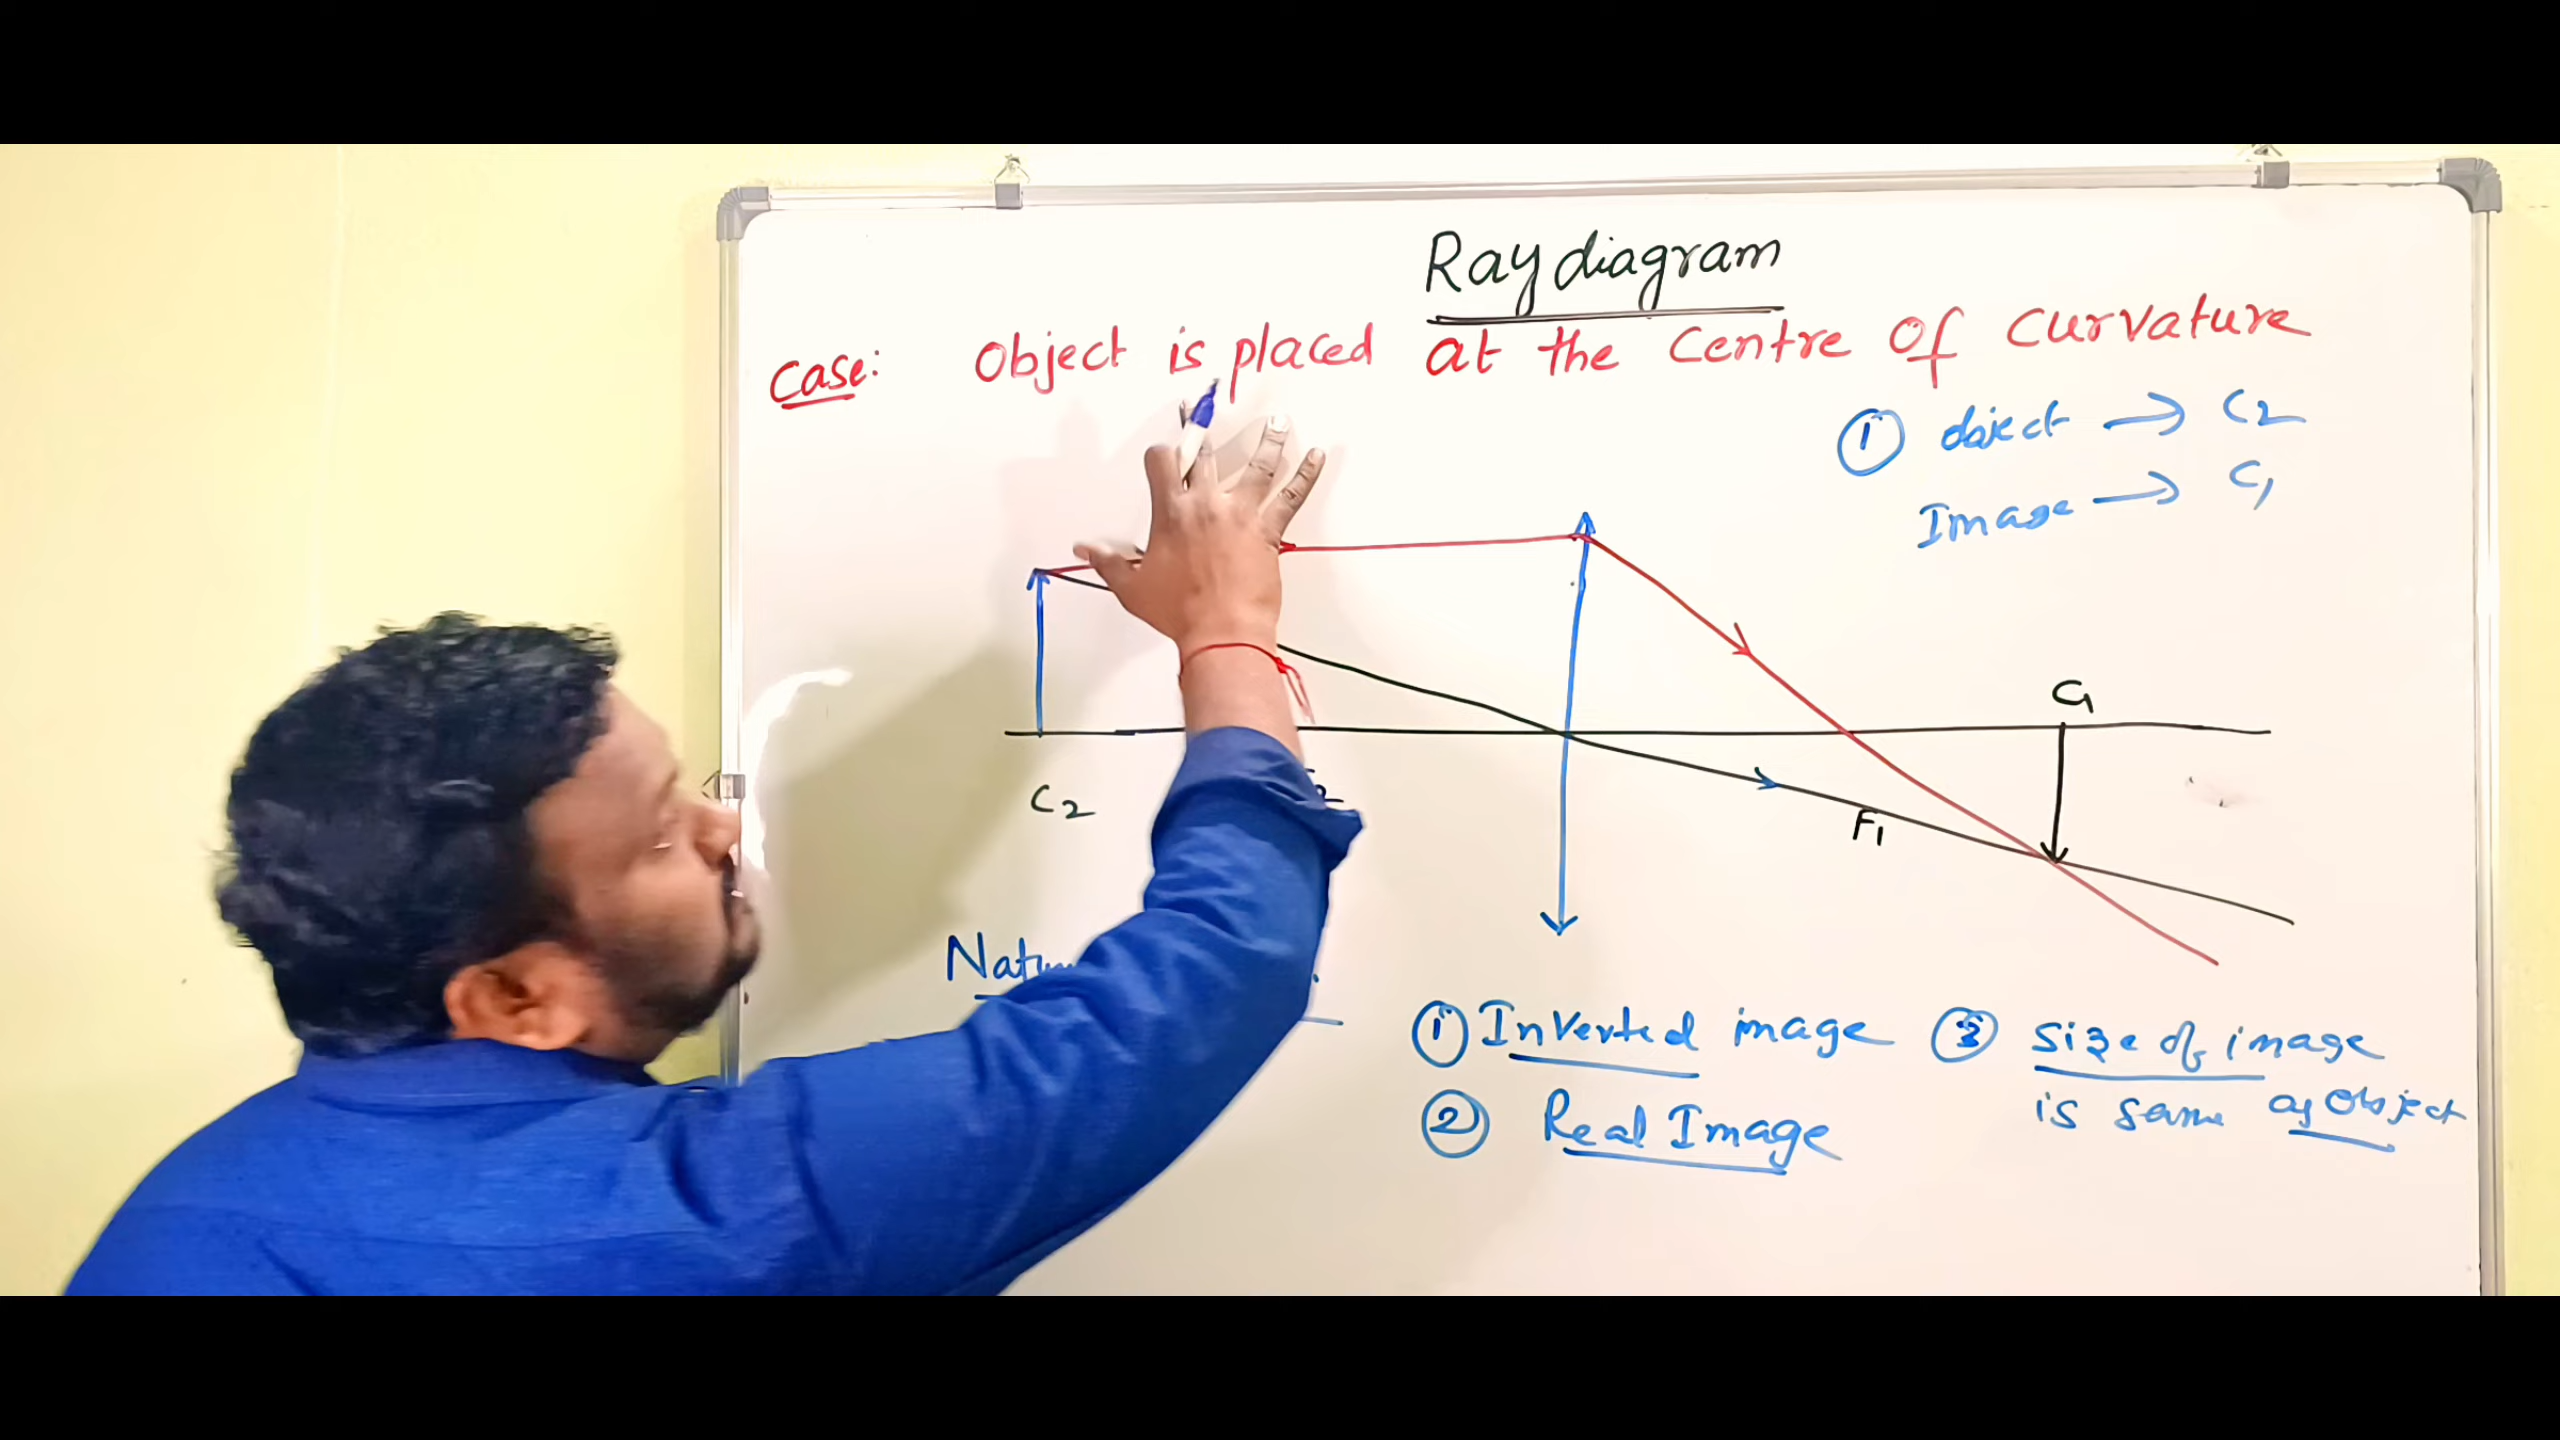 Ray diagram
Case: Object is placed at the Centre Of Curvature
① Object → C2
Image → C1
C1
C2
F1
① Inverted image
② Real Image
③ Size of image
is same as Object